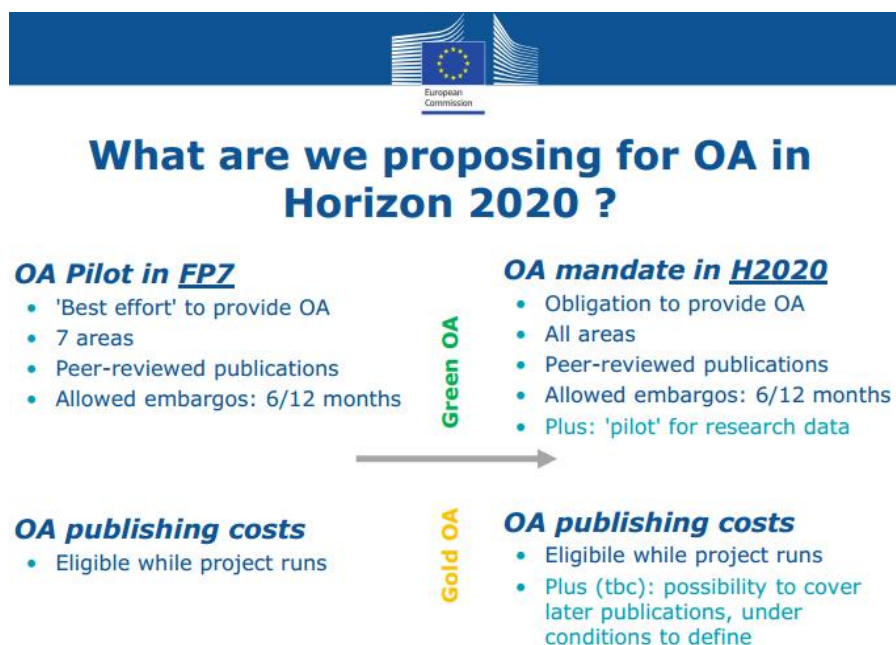 European
Commission
What are we proposing for OA in
Horizon 2020 ?
OA Pilot in FP7
• 'Best effort' to provide OA
• 7 areas
• Peer-reviewed publications
• Allowed embargos: 6/12 months
Green OA
OA mandate in H2020
• Obligation to provide OA
• All areas
• Peer-reviewed publications
• Allowed embargos: 6/12 months
• Plus: 'pilot' for research data
OA publishing costs
• Eligible while project runs
Gold OA
OA publishing costs
• Eligibile while project runs
• Plus (tbc): possibility to cover
later publications, under
conditions to define